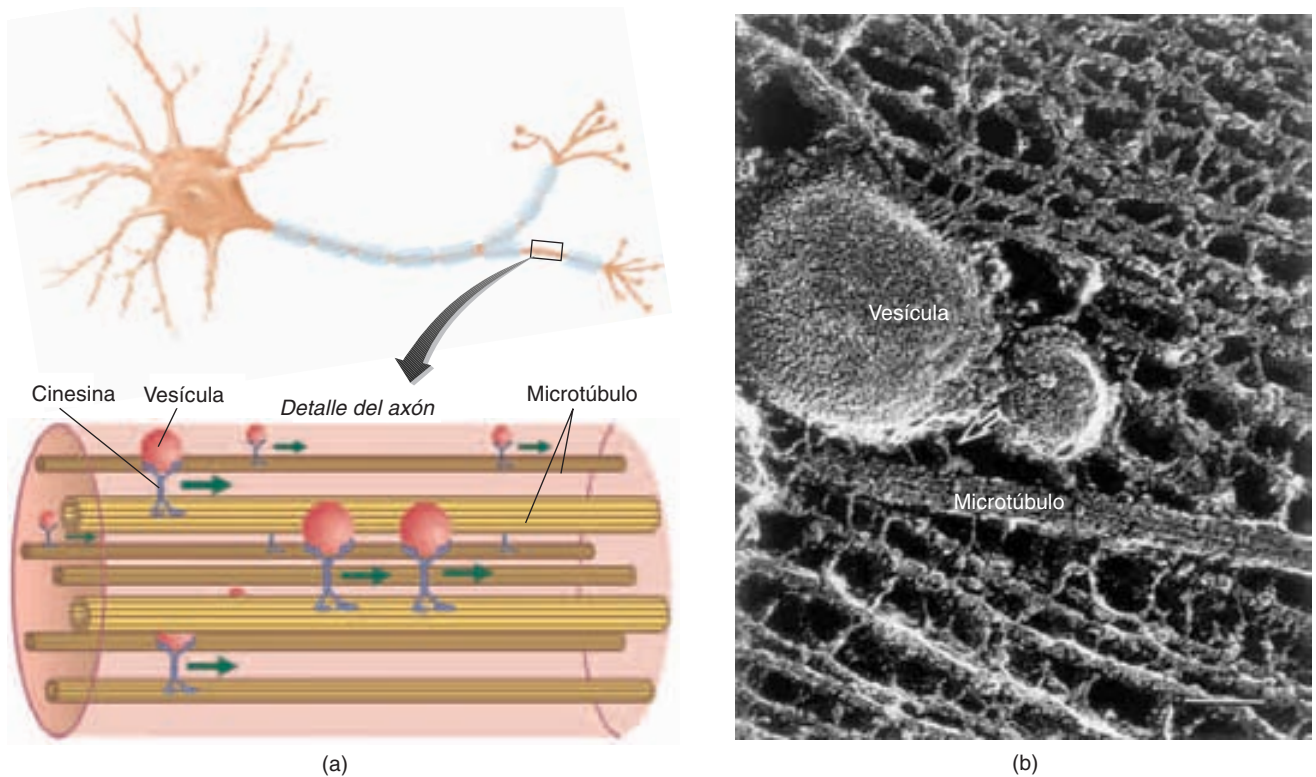 Cinesina
Vesícula
Detalle del axón
Microtúbulo
(a)
Vesícula
Microtúbulo
(b)